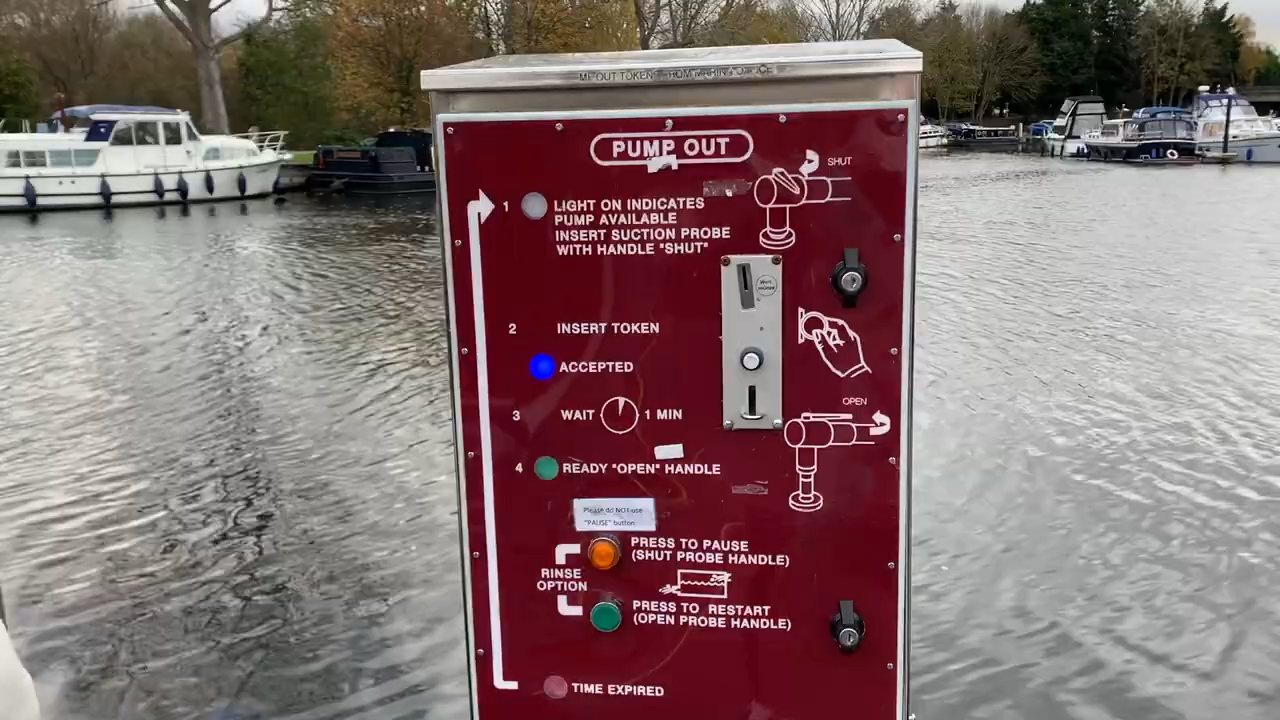 PUMP OUT
SHUT
1 LIGHT ON INDICATES
PUMP AVAILABLE
INSERT SUCTION PROBE
WITH HANDLE "SHUT"
2 INSERT TOKEN
ACCEPTED
3 WAIT 1 MIN
OPEN
4 READY "OPEN" HANDLE
Please do NOT use
"PAUSE" button
PRESS TO PAUSE
(SHUT PROBE HANDLE)
RINSE
OPTION
PRESS TO RESTART
(OPEN PROBE HANDLE)
TIME EXPIRED